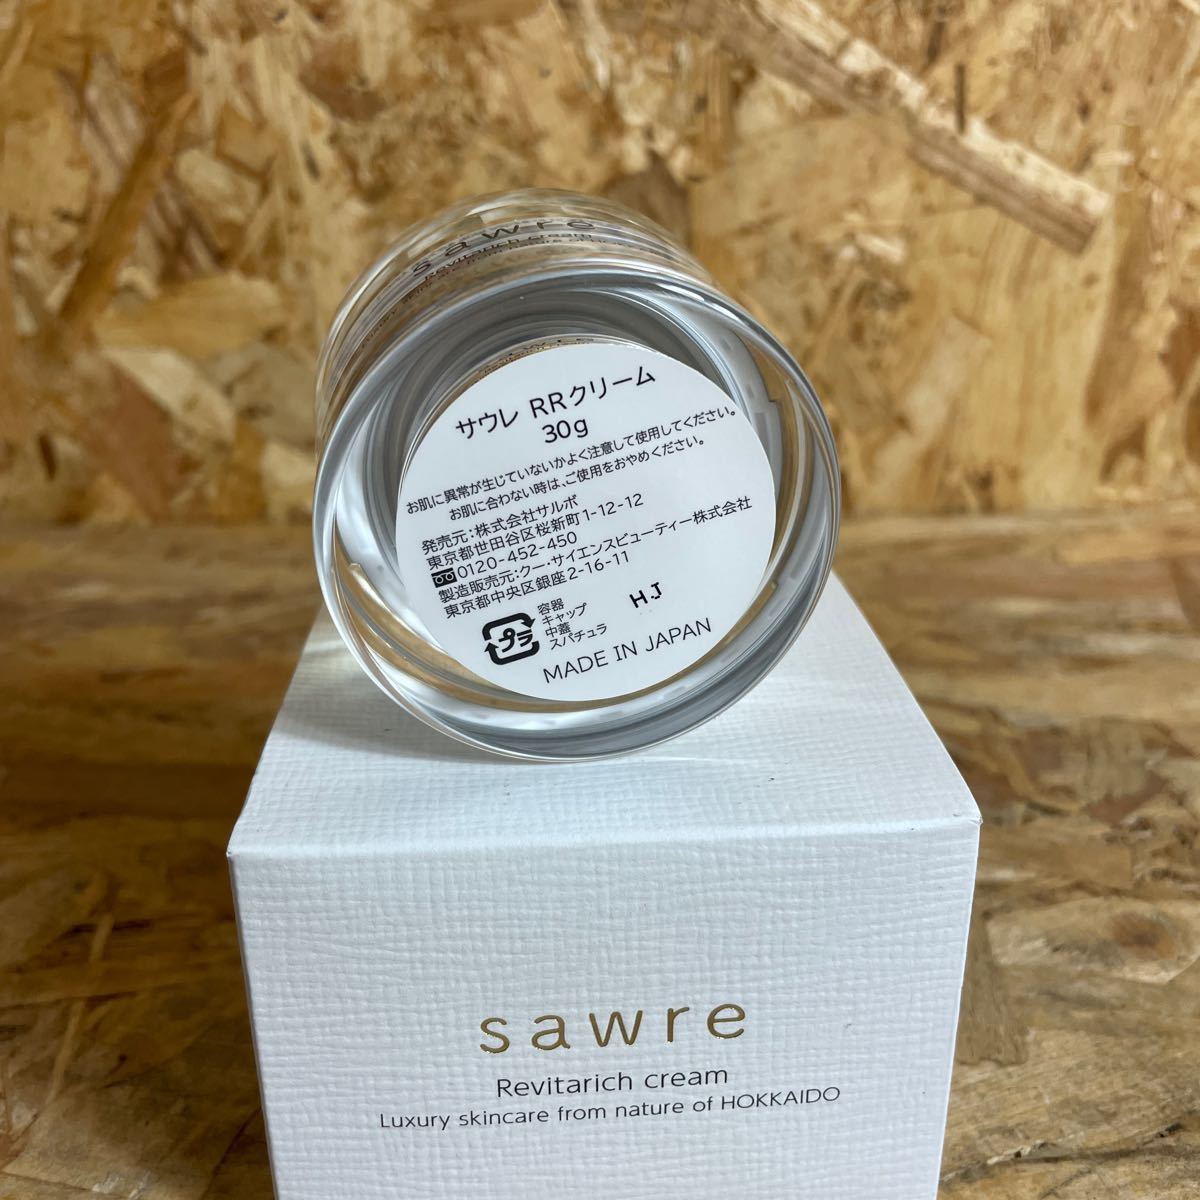 sawre
Revitarich cream
サウレ RRクリーム
30g
お肌に異常が生じていないかよく注意して使用してください。
お肌に合わない時は、ご使用をおやめください。
発売元:株式会社サルボ
東京都世田谷区桜新町1-12-12
0120-452-450
製造販売元:クー・サイエンスビューティー株式会社
東京都中央区銀座2-16-11
プラ
容器
キャップ
中蓋
スパチュラ
H.J
MADE IN JAPAN
sawre
Revitarich cream
Luxury skincare from nature of HOKKAIDO